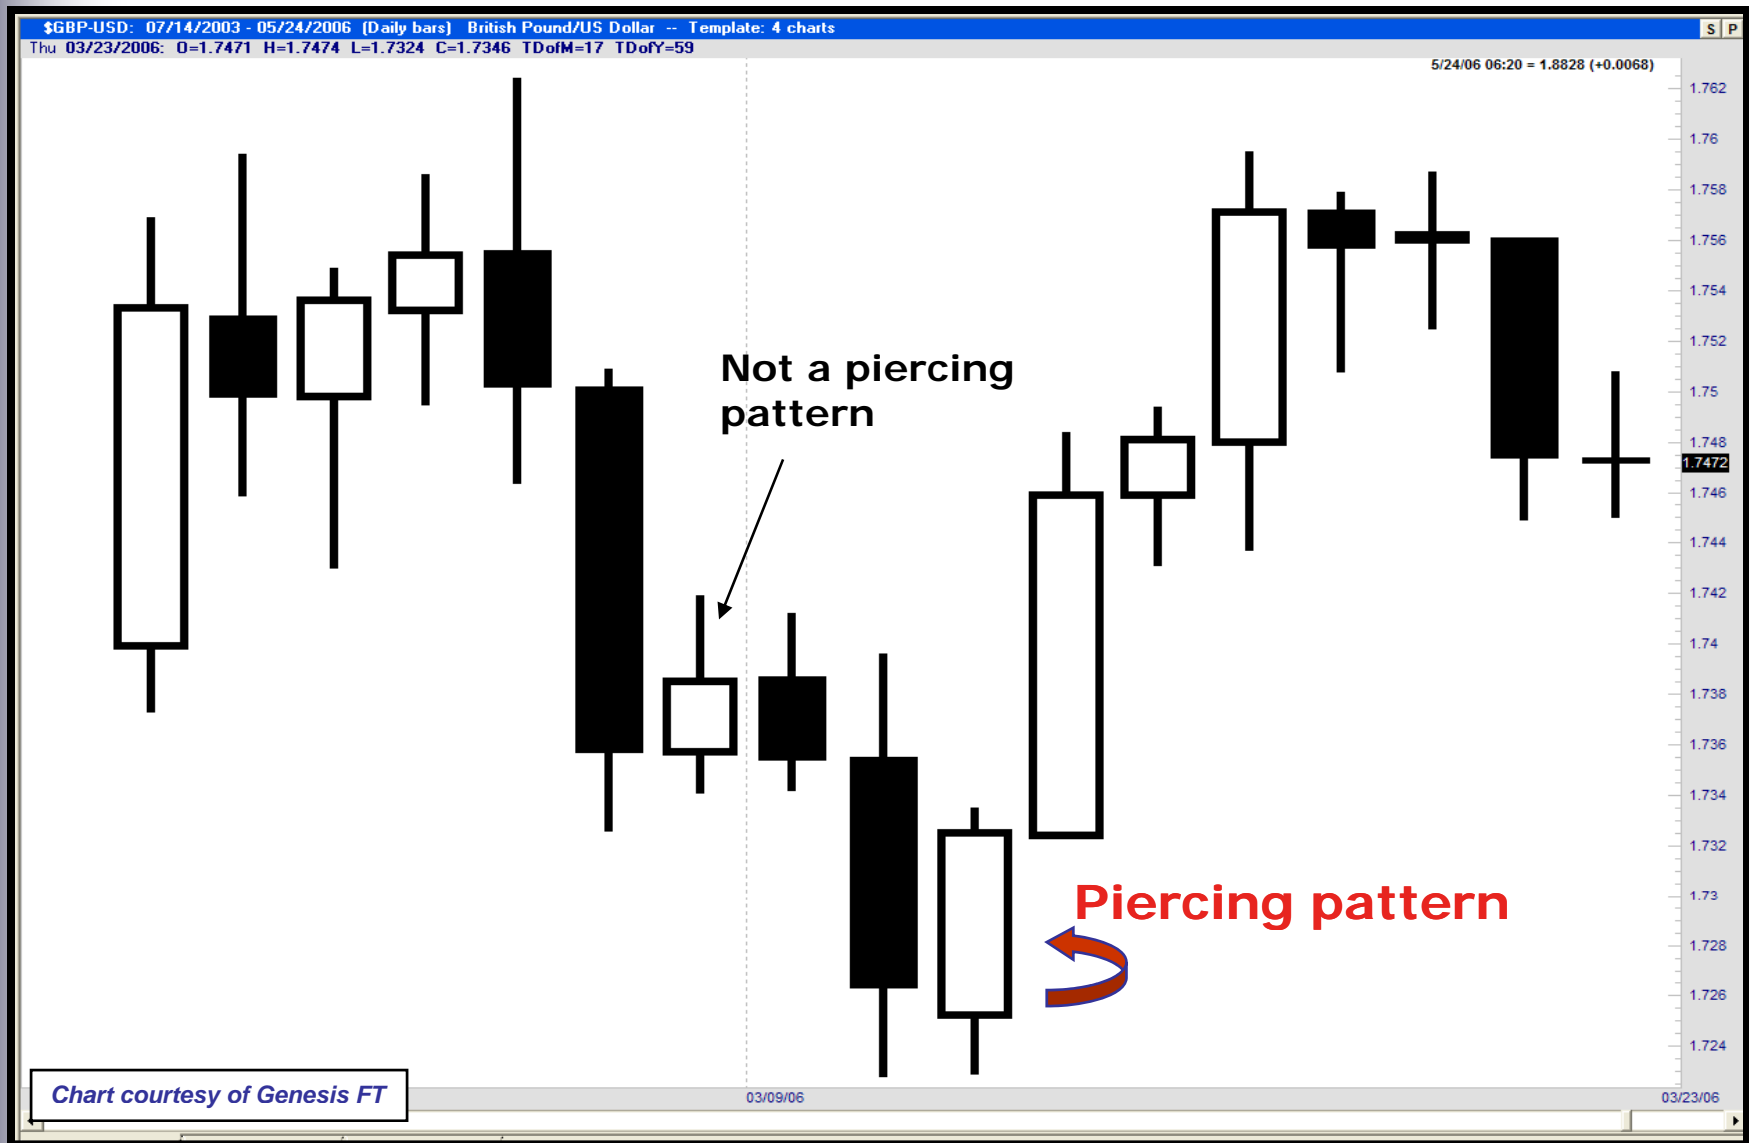 $GBP-USD: 07/14/2003 - 05/24/2006 (Daily bars) British Pound/US Dollar -- Template: 4 charts
S P
Thu 03/23/2006: O=1.7471 H=1.7474 L=1.7324 C=1.7346 TDofM=17 TDofY=59
5/24/06 06:20 = 1.8828 (+0.0068)
1.762
1.76
1.758
1.756
1.754
1.752
1.75
1.748
1.7472
1.746
1.744
1.742
1.74
1.738
1.736
1.734
1.732
1.73
1.728
1.726
1.724
Not a piercing
pattern
Piercing pattern
Chart courtesy of Genesis FT
03/09/06
03/23/06